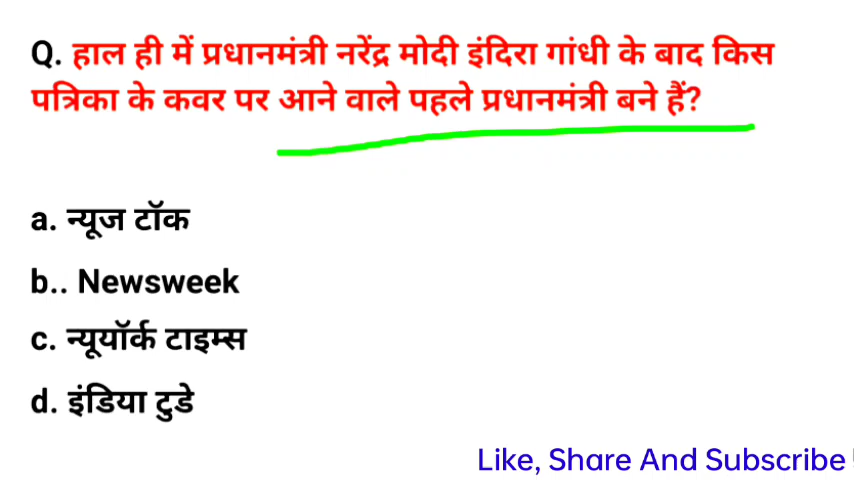 Q. हाल ही में प्रधानमंत्री नरेंद्र मोदी इंदिरा गांधी के बाद किस
पत्रिका के कवर पर आने वाले पहले प्रधानमंत्री बने हैं?
a. न्यूज टॉक
b.. Newsweek
c. न्यूयॉर्क टाइम्स
d. इंडिया टुडे
Like, Share And Subscribe